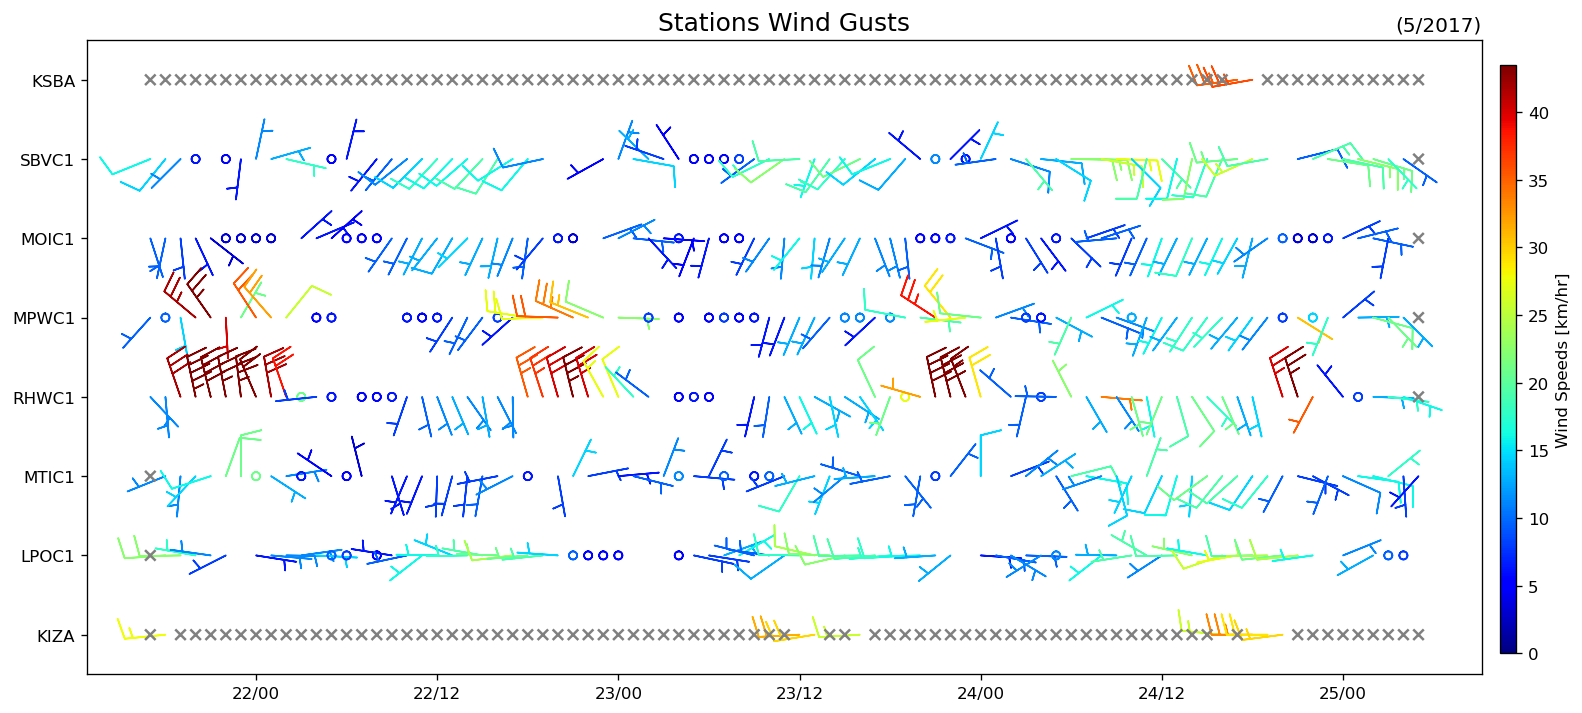 Stations Wind Gusts
(5/2017)
KSBA
SBVC1
MOIC1
MPWC1
RHWC1
MTIC1
LPOC1
KIZA
22/00
22/12
23/00
23/12
24/00
24/12
25/00
40
35
30
25
20
15
10
5
0
Wind Speeds [km/hr]